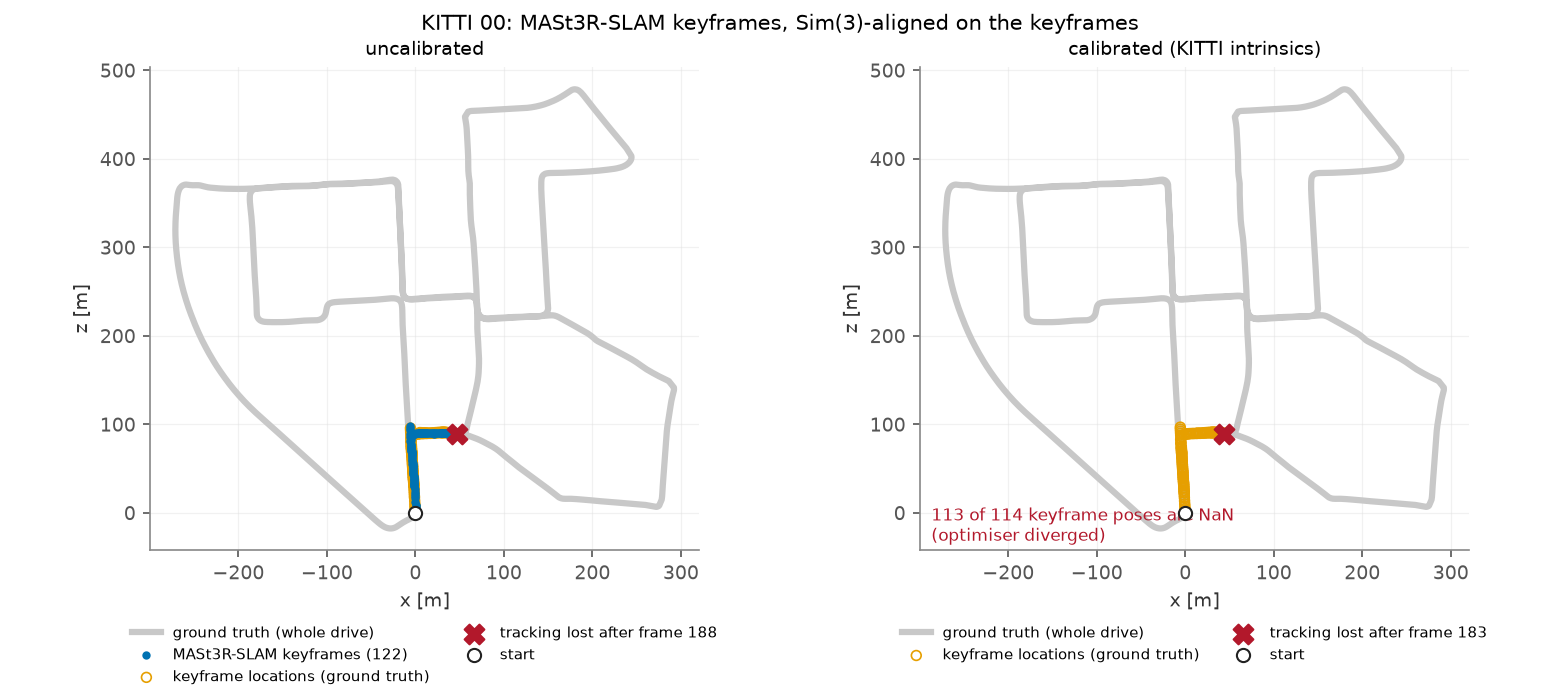 KITTI 00: MASt3R-SLAM keyframes, Sim(3)-aligned on the keyframes
uncalibrated
500
400
300
200
100
0
z [m]
−200
−100
0
100
200
300
x [m]
ground truth (whole drive)
MASt3R-SLAM keyframes (122)
keyframe locations (ground truth)
tracking lost after frame 188
start
calibrated (KITTI intrinsics)
500
400
300
200
100
0
z [m]
113 of 114 keyframe poses are NaN
(optimiser diverged)
−200
−100
0
100
200
300
x [m]
ground truth (whole drive)
keyframe locations (ground truth)
tracking lost after frame 183
start